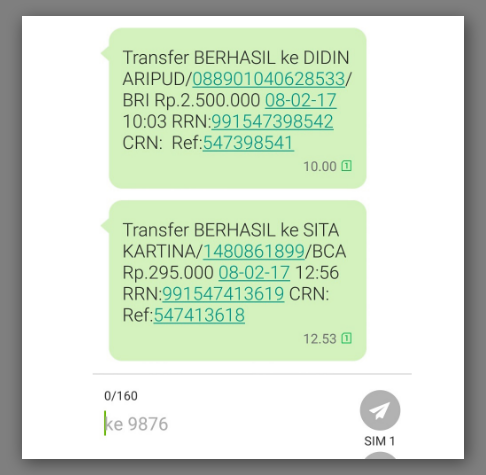 Transfer BERHASIL ke DIDIN
ARIPUD/088901040628533/
BRI Rp.2.500.000 08-02-17
10:03 RRN:991547398542
CRN:  Ref:547398541
10.00 1
Transfer BERHASIL ke SITA
KARTINA/1480861899/BCA
Rp.295.000 08-02-17 12:56
RRN:991547413619 CRN:
Ref:547413618
12.53 1
0/160
ke 9876
SIM 1